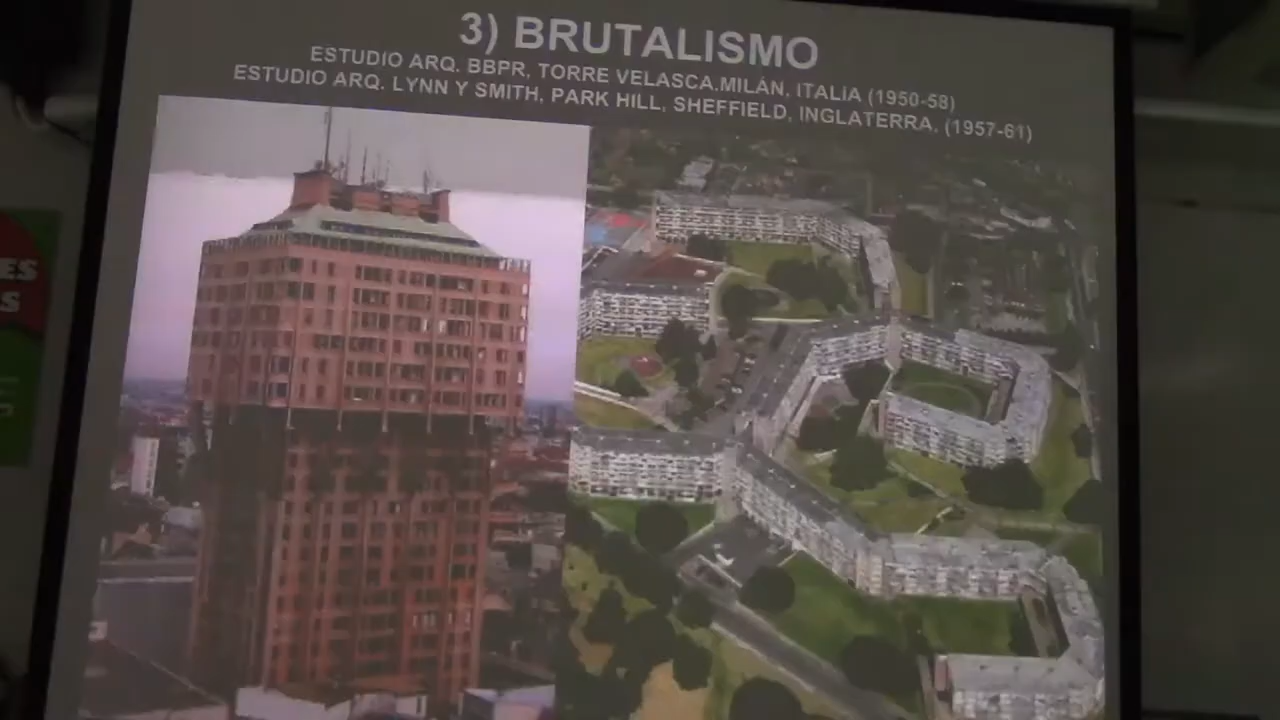 3) BRUTALISMO
ESTUDIO ARQ. BBPR, TORRE VELASCA.MILÁN, ITALIA (1950-58)
ESTUDIO ARQ. LYNN Y SMITH, PARK HILL, SHEFFIELD, INGLATERRA, (1957-61)
ES
S